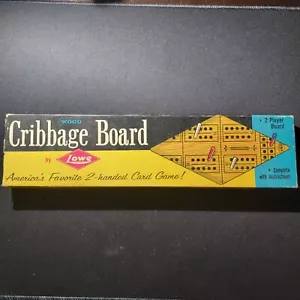 WOOD
Cribbage Board
by Lowe
America's Favorite 2-handed Card Game!
• 2 Player
Board
• Complete
with Instructions